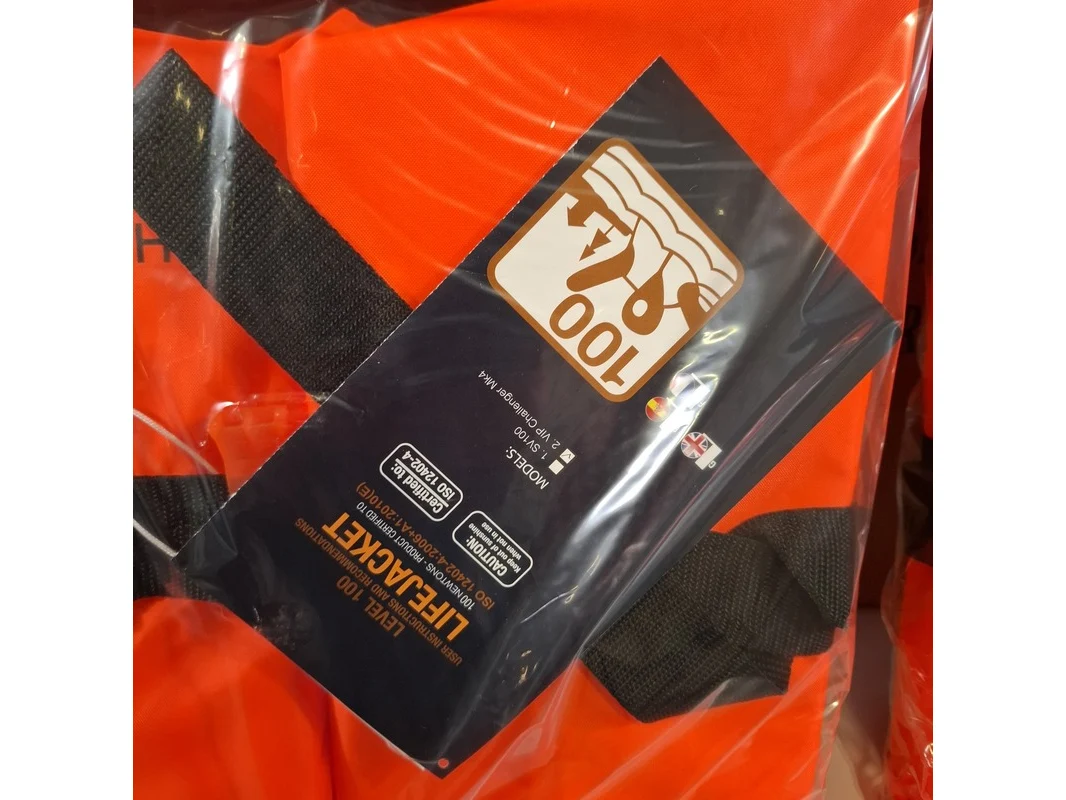 LEVEL 100
USER INSTRUCTIONS AND RECOMMENDATIONS
LIFEJACKET
100 NEWTONS - PRODUCT CERTIFIED TO
ISO 12402-4:2006+A1:2010(E)
CAUTION:
Keep out of sunshine
when not in use
Certified to:
ISO 12402-4
MODELS:
1. SV100
2. VIP Challenger Mk4
100
H